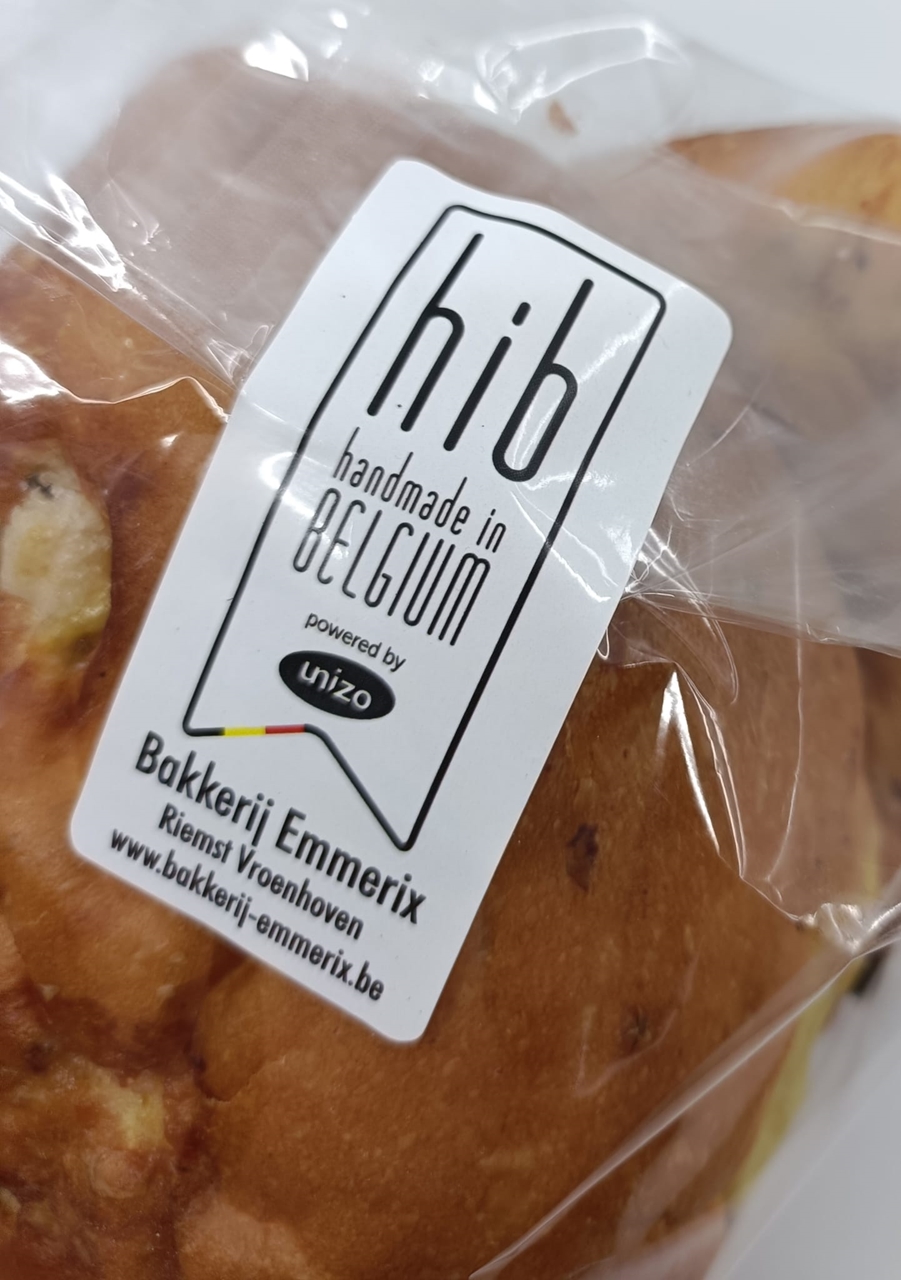 hib
handmade in
BELGIUM
powered by
unizo
Bakkerij Emmerix
Riemst Vroenhoven
www.bakkerij-emmerix.be